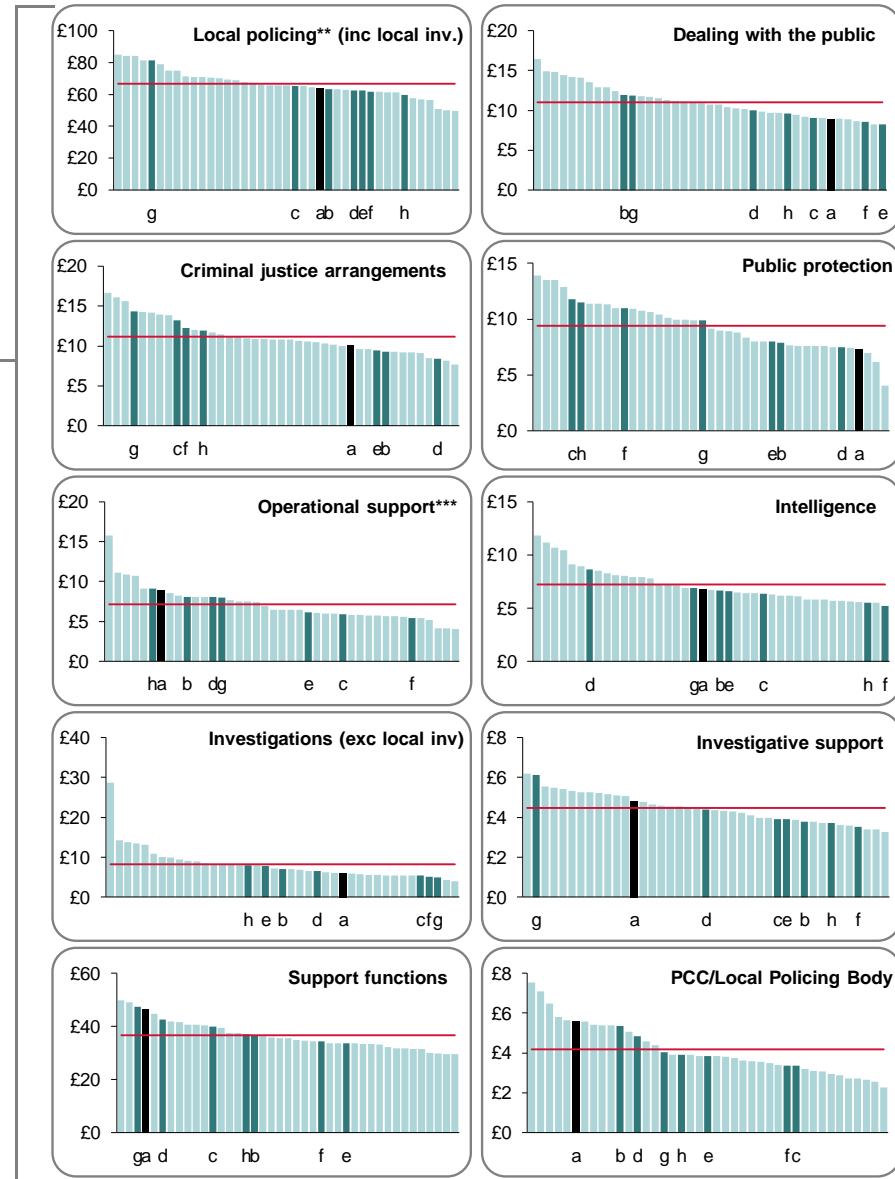 Local policing** (inc local inv.)
£100
£80
£60
£40
£20
£0
g c ab def h
Dealing with the public
£20
£15
£10
£5
£0
bg d h c a f e
Criminal justice arrangements
£20
£15
£10
£5
£0
g cf h a eb d
Public protection
£15
£10
£5
£0
ch f g eb d a
Operational support***
£20
£15
£10
£5
£0
ha b dg e c f
Intelligence
£15
£10
£5
£0
d ga be c h f
Investigations (exc local inv)
£40
£30
£20
£10
£0
h e b d a cfg
Investigative support
£8
£6
£4
£2
£0
g a d ce b h f
Support functions
£60
£40
£20
£0
ga d c hb f e
PCC/Local Policing Body
£8
£6
£4
£2
£0
a b d g h e fc